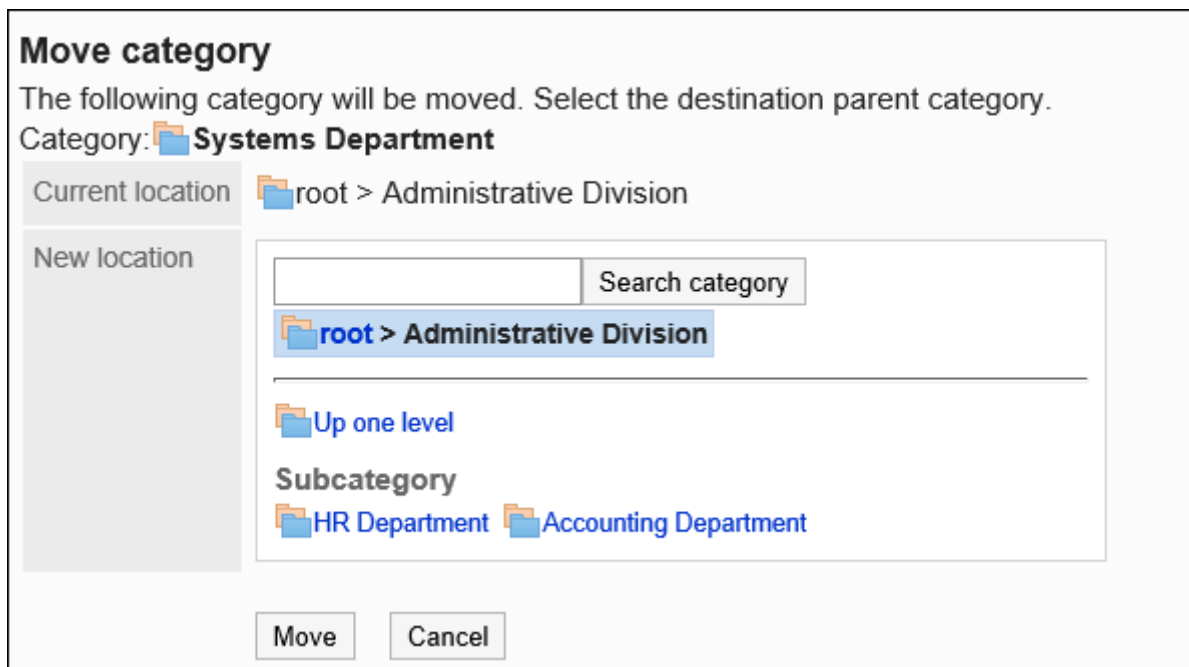 Move category
The following category will be moved. Select the destination parent category.
Category: Systems Department
Current location root > Administrative Division
New location
Search category
root > Administrative Division
Up one level
Subcategory
HR Department Accounting Department
Move Cancel